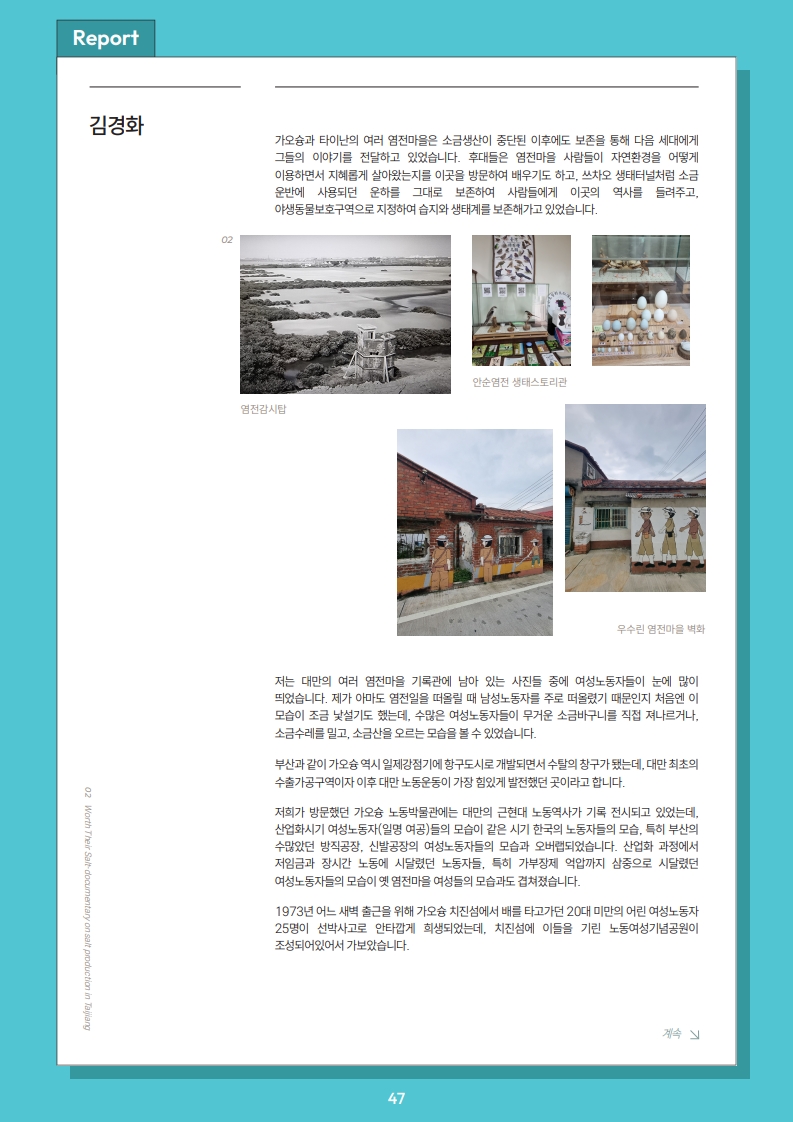 Report
김경화
가오슝과 타이난의 여러 염전마을은 소금생산이 중단된 이후에도 보존을 통해 다음 세대에게
그들의 이야기를 전달하고 있었습니다. 후대들은 염전마을 사람들이 자연환경을 어떻게
이용하면서 지혜롭게 살아왔는지를 이곳을 방문하여 배우기도 하고, 쓰차오 생태터널처럼 소금
운반에 사용되던 운하를 그대로 보존하여 사람들에게 이곳의 역사를 들려주고,
야생동물보호구역으로 지정하여 습지와 생태계를 보존해가고 있었습니다.
02
안순염전 생태스토리관
염전감시탑
우수린 염전마을 벽화
저는 대만의 여러 염전마을 기록관에 남아 있는 사진들 중에 여성노동자들이 눈에 많이
띄었습니다. 제가 아마도 염전일을 떠올릴 때 남성노동자를 주로 떠올렸기 때문인지 처음엔 이
모습이 조금 낯설기도 했는데, 수많은 여성노동자들이 무거운 소금바구니를 직접 져나르거나,
소금수레를 밀고, 소금산을 오르는 모습을 볼 수 있었습니다.
부산과 같이 가오슝 역시 일제강점기에 항구도시로 개발되면서 수탈의 창구가 됐는데, 대만 최초의
수출가공구역이자 이후 대만 노동운동이 가장 힘있게 발전했던 곳이라고 합니다.
저희가 방문했던 가오슝 노동박물관에는 대만의 근현대 노동역사가 기록 전시되고 있었는데,
산업화시기 여성노동자(일명 여공)들의 모습이 같은 시기 한국의 노동자들의 모습, 특히 부산의
수많았던 방직공장, 신발공장의 여성노동자들의 모습과 오버랩되었습니다. 산업화 과정에서
저임금과 장시간 노동에 시달렸던 노동자들, 특히 가부장제 억압까지 삼중으로 시달렸던
여성노동자들의 모습이 옛 염전마을 여성들의 모습과도 겹쳐졌습니다.
1973년 어느 새벽 출근을 위해 가오슝 치진섬에서 배를 타고가던 20대 미만의 어린 여성노동자
25명이 선박사고로 안타깝게 희생되었는데, 치진섬에 이들을 기린 노동여성기념공원이
조성되어있어서 가보았습니다.
02 Worth Their Salt: documentary on salt production in Taijiang
계속
47